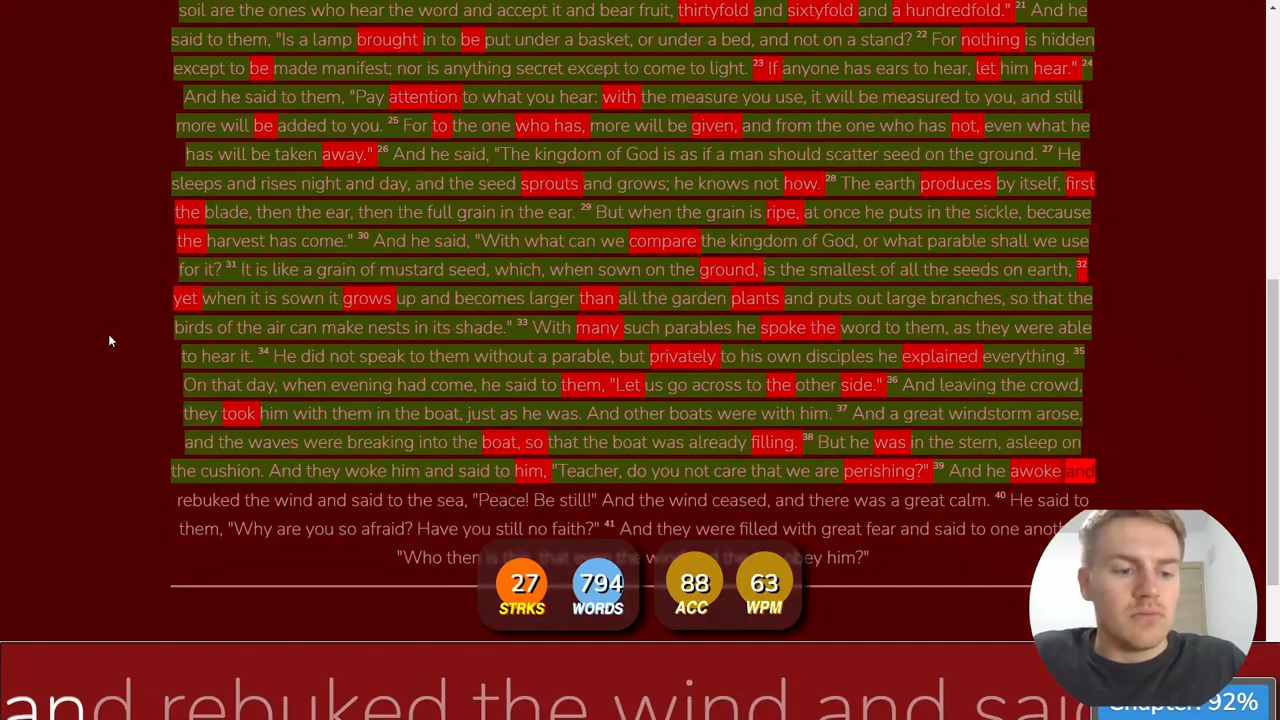 soil are the ones who hear the word and accept it and bear fruit, thirtyfold and sixtyfold and a hundredfold." 21 And he
said to them, "Is a lamp brought in to be put under a basket, or under a bed, and not on a stand? 22 For nothing is hidden
except to be made manifest; nor is anything secret except to come to light. 23 If anyone has ears to hear, let him hear." 24
And he said to them, "Pay attention to what you hear: with the measure you use, it will be measured to you, and still
more will be added to you. 25 For to the one who has, more will be given, and from the one who has not, even what he
has will be taken away." 26 And he said, "The kingdom of God is as if a man should scatter seed on the ground. 27 He
sleeps and rises night and day, and the seed sprouts and grows; he knows not how. 28 The earth produces by itself, first
the blade, then the ear, then the full grain in the ear. 29 But when the grain is ripe, at once he puts in the sickle, because
the harvest has come." 30 And he said, "With what can we compare the kingdom of God, or what parable shall we use
for it? 31 It is like a grain of mustard seed, which, when sown on the ground, is the smallest of all the seeds on earth, 32
yet when it is sown it grows up and becomes larger than all the garden plants and puts out large branches, so that the
birds of the air can make nests in its shade." 33 With many such parables he spoke the word to them, as they were able
to hear it. 34 He did not speak to them without a parable, but privately to his own disciples he explained everything. 35
On that day, when evening had come, he said to them, "Let us go across to the other side." 36 And leaving the crowd,
they took him with them in the boat, just as he was. And other boats were with him. 37 And a great windstorm arose,
and the waves were breaking into the boat, so that the boat was already filling. 38 But he was in the stern, asleep on
the cushion. And they woke him and said to him, "Teacher, do you not care that we are perishing?" 39 And he awoke and
rebuked the wind and said to the sea, "Peace! Be still!" And the wind ceased, and there was a great calm. 40 He said to
them, "Why are you so afraid? Have you still no faith?" 41 And they were filled with great fear and said to one anoth
"Who then is this, that even the wind and the sea obey him?"
27 794 88 63
STRKS WORDS ACC WPM
and rebuked the wind and said
Chapter: 92%